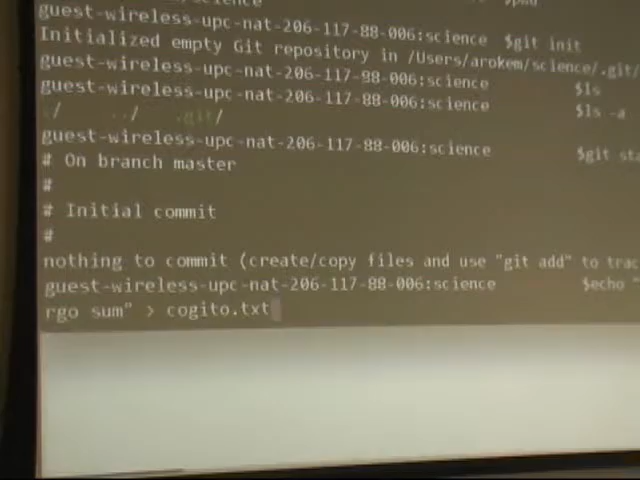 guest-wireless-upc-nat-206-117-88-006:science $git init
Initialized empty Git repository in /Users/arokem/science/.git/
guest-wireless-upc-nat-206-117-88-006:science $ls
guest-wireless-upc-nat-206-117-88-006:science $ls -a
./ ../ .git/
guest-wireless-upc-nat-206-117-88-006:science $git sta
# On branch master
#
# Initial commit
#
nothing to commit (create/copy files and use "git add" to trac
guest-wireless-upc-nat-206-117-88-006:science $echo "
rgo sum" > cogito.txt